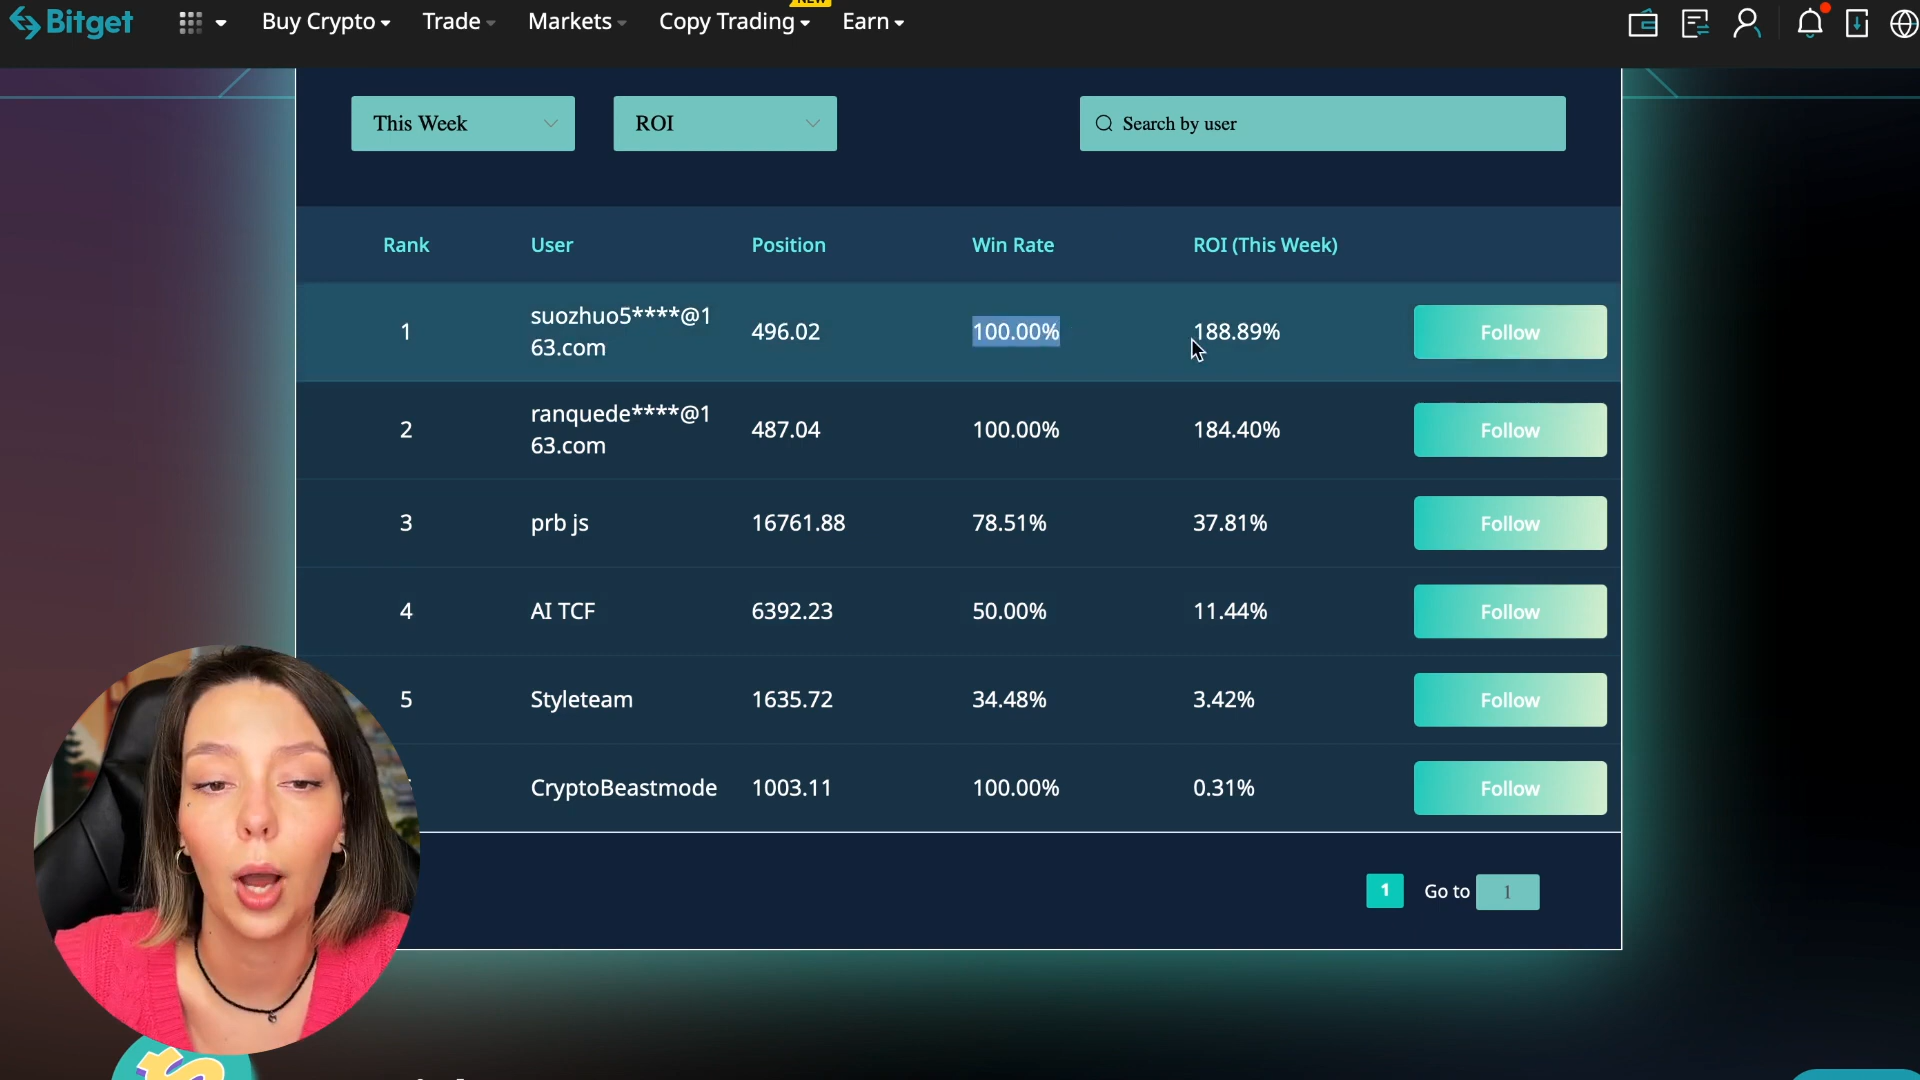 Bitget
Buy Crypto
Trade
Markets
Copy Trading
NEW
Earn
This Week
ROI
Search by user
Rank
User
Position
Win Rate
ROI (This Week)
1
suozhuo5****@1
63.com
496.02
100.00%
188.89%
Follow
2
ranquede****@1
63.com
487.04
100.00%
184.40%
Follow
3
prb js
16761.88
78.51%
37.81%
Follow
4
AI TCF
6392.23
50.00%
11.44%
Follow
5
Styleteam
1635.72
34.48%
3.42%
Follow
CryptoBeastmode
1003.11
100.00%
0.31%
Follow
1
Go to
1